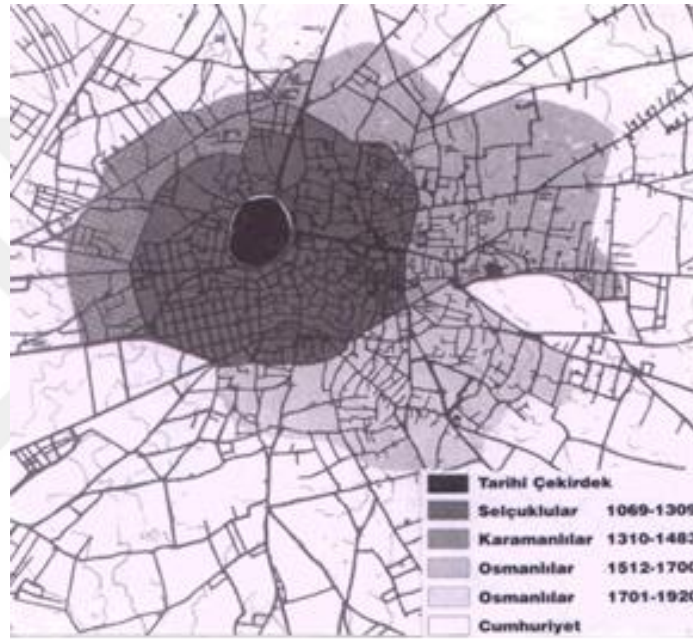 Tarihi Çekirdek
Selçuklular 1069-1309
Karamanlılar 1310-1483
Osmanlılar 1512-1700
Osmanlılar 1701-1920
Cumhuriyet